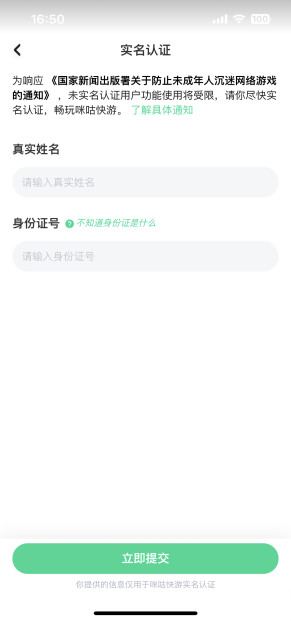 16:50
100
实名认证
为响应 《国家新闻出版署关于防止未成年人沉迷网络游戏
的通知》 ，未实名认证用户功能使用将受限，请你尽快实
名认证，畅玩咪咕快游。 了解具体通知
真实姓名
请输入真实姓名
身份证号 ? 不知道身份证是什么
请输入身份证号
立即提交
你提供的信息仅用于咪咕快游实名认证